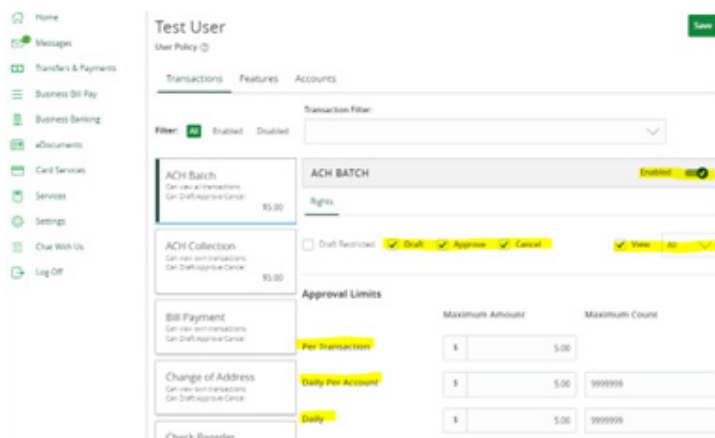 Home
Messages
Transfers & Payments
Business Bill Pay
Business Banking
eDocuments
Card Services
Services
Settings
Chat With Us
Log Off
Test User
User Policy
Save
Transactions Features Accounts
Transaction Filter:
Filter: All Enabled Disabled
ACH Batch
Can view all transactions
Can Draft/Approve/Cancel
$5.00
ACH Collection
Can view own transactions
Can Draft/Approve/Cancel
$5.00
Bill Payment
Can view own transactions
Can Draft/Approve/Cancel
Change of Address
Can view own transactions
Can Draft/Approve/Cancel
Check Reorder
ACH BATCH Enabled
Rights
Draft Restricted Draft Approve Cancel View All
Approval Limits
Maximum Amount Maximum Count
Per Transaction $ 5.00
Daily Per Account $ 5.00 9999999
Daily $ 5.00 9999999